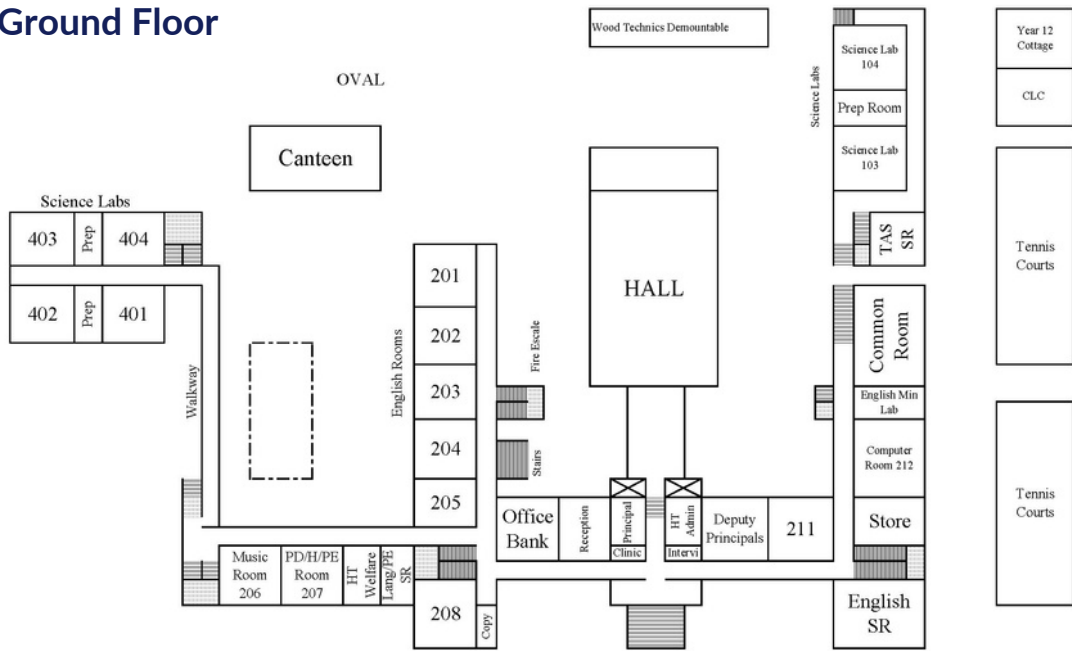 Ground Floor
Wood Technics Demountable
Science Lab
104
Year 12
Cottage
OVAL
Science Labs
CLC
Prep Room
Canteen
Science Lab
103
Science Labs
403
Prep
404
TAS
SR
Tennis
Courts
201
HALL
402
Prep
401
202
Common
Room
Fire Escale
English Rooms
Walkway
203
English Min
Lab
204
Stairs
Computer
Room 212
205
Office
Bank
Reception
Principal
HT
Admin
Deputy
Principals
211
Store
Tennis
Courts
Clinic
Intervi
Music
Room
206
PD/H/PE
Room
207
HT
Welfare
Lang/PE
SR
208
Copy
English
SR